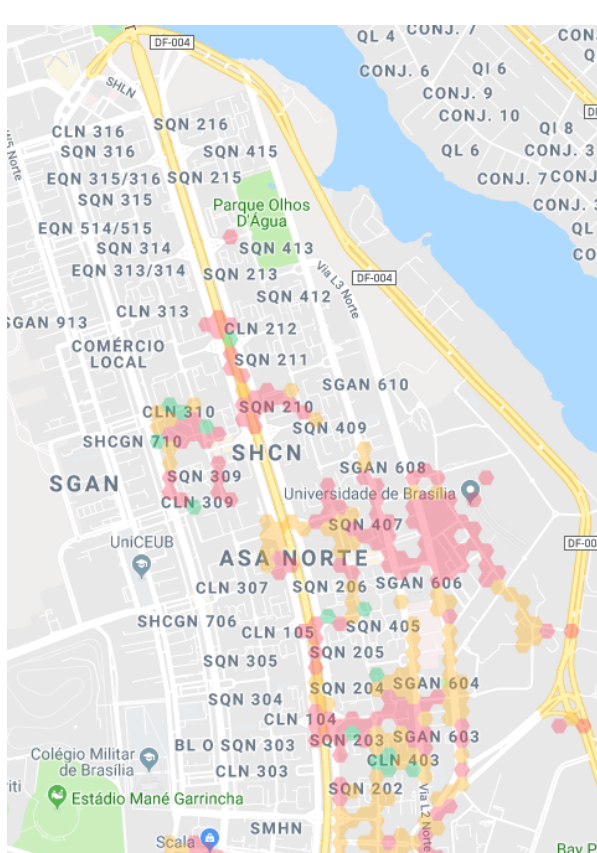 QL 4
CONJ. 7
CON
DF-004
CONJ. 6
QI 6
SHLN
CONJ. 9
CONJ. 10
QI 8
CLN 316
SQN 216
SQN 316
SQN 415
QL 6
CONJ. 3
W5 Norte
EQN 315/316
SQN 215
CONJ. 7
CONJ
SQN 315
Parque Olhos
D'Água
CONJ.
EQN 514/515
SQN 314
SQN 413
QL
EQN 313/314
SQN 213
DF-004
CO
Via L3 Norte
SQN 412
CLN 313
SGAN 913
CLN 212
COMÉRCIO
LOCAL
SQN 211
SGAN 610
CLN 310
SQN 210
SQN 409
SHCGN 710
SHCN
SGAN 608
SQN 309
SGAN
Universidade de Brasília
CLN 309
SQN 407
UniCEUB
DF-00
ASA NORTE
CLN 307
SQN 206
SGAN 606
SHCGN 706
CLN 105
SQN 405
SQN 305
SQN 205
SQN 204
SGAN 604
SQN 304
CLN 104
BL O
SQN 303
SQN 203
SGAN 603
Colégio Militar
de Brasília
CLN 303
CLN 403
riti
SQN 202
Via L2 Norte
Estádio Mané Garrincha
SMHN
Scala
Bay P